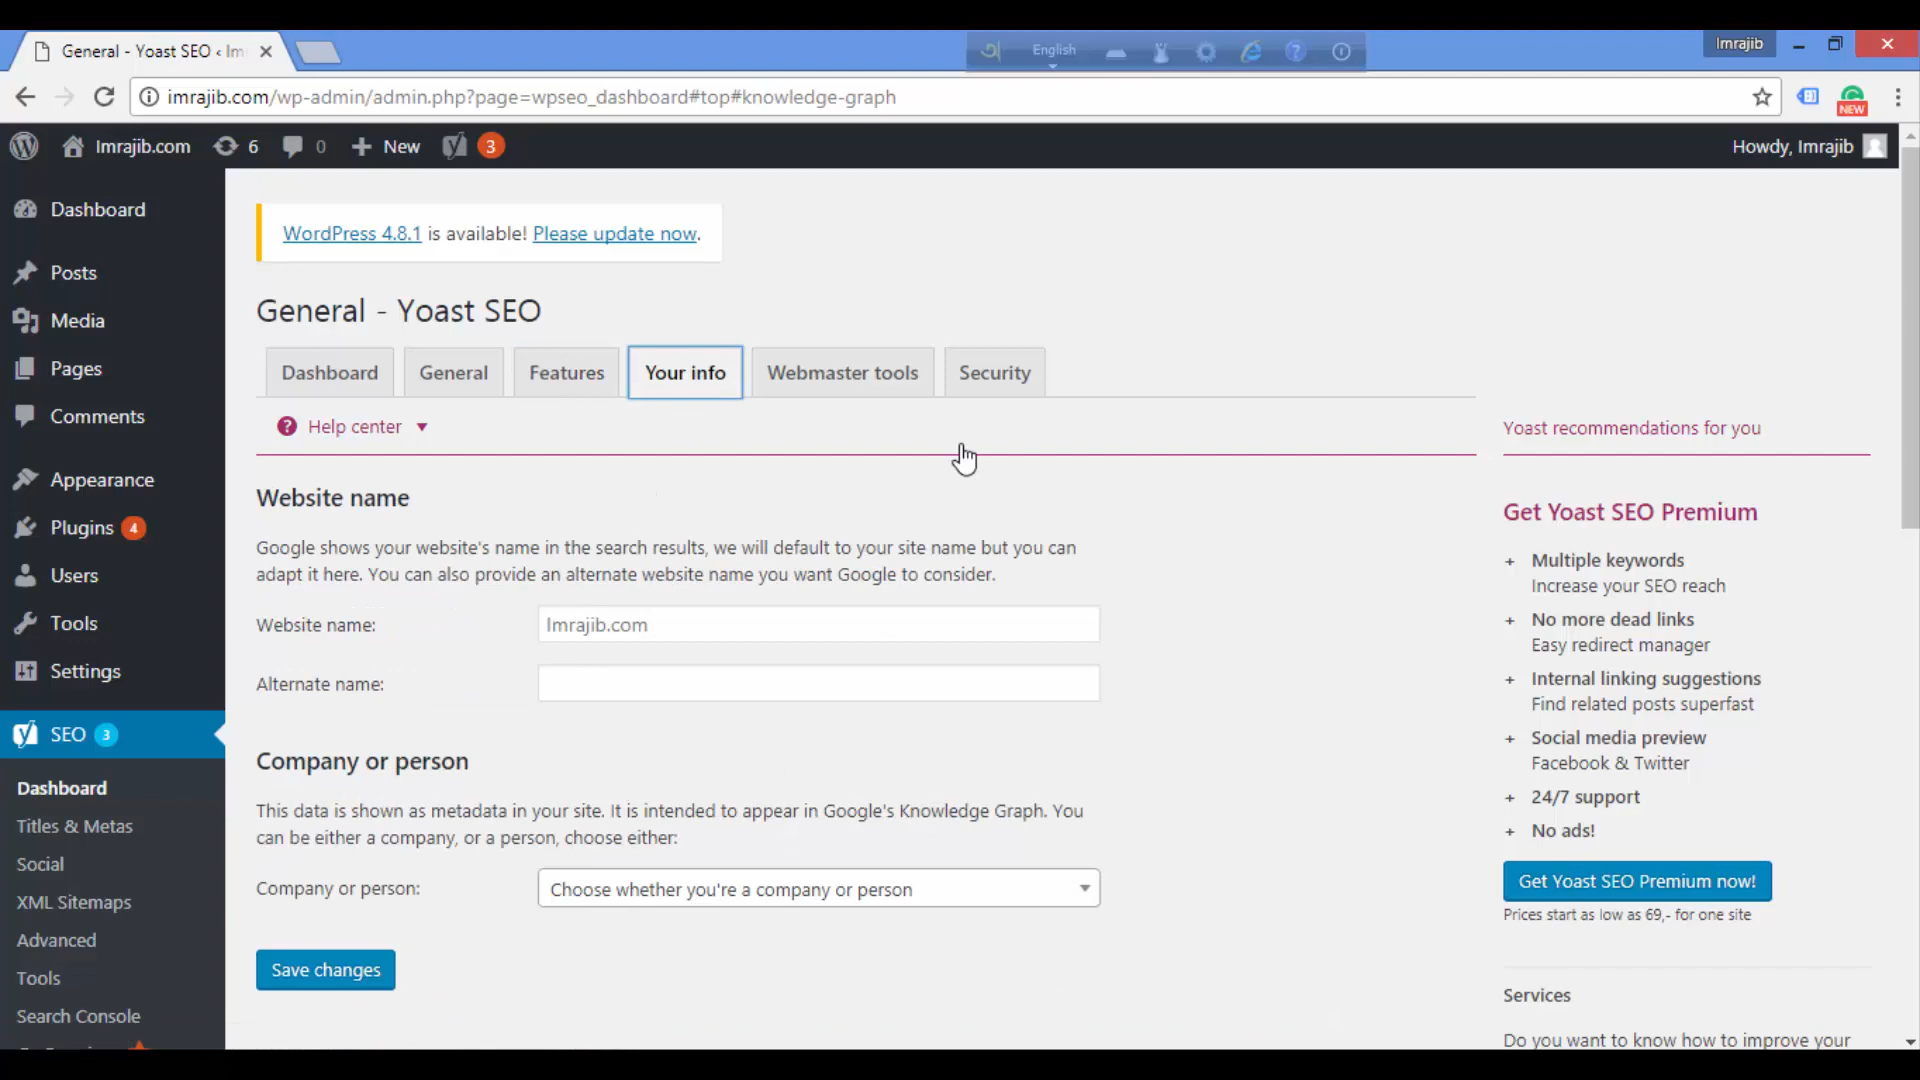 General - Yoast SEO ‹ Im
English
Imrajib
imrajib.com/wp-admin/admin.php?page=wpseo_dashboard#top#knowledge-graph
NEW
Imrajib.com
6
0
New
3
Howdy, Imrajib
Dashboard
Posts
Media
Pages
Comments
Appearance
Plugins 4
Users
Tools
Settings
SEO 3
Dashboard
Titles & Metas
Social
XML Sitemaps
Advanced
Tools
Search Console
WordPress 4.8.1 is available! Please update now.
General - Yoast SEO
Dashboard
General
Features
Your info
Webmaster tools
Security
Help center
Website name
Google shows your website's name in the search results, we will default to your site name but you can
adapt it here. You can also provide an alternate website name you want Google to consider.
Website name:
Imrajib.com
Alternate name:
Company or person
This data is shown as metadata in your site. It is intended to appear in Google's Knowledge Graph. You
can be either a company, or a person, choose either:
Company or person:
Choose whether you're a company or person
Save changes
Yoast recommendations for you
Get Yoast SEO Premium
+ Multiple keywords
Increase your SEO reach
+ No more dead links
Easy redirect manager
+ Internal linking suggestions
Find related posts superfast
+ Social media preview
Facebook & Twitter
+ 24/7 support
+ No ads!
Get Yoast SEO Premium now!
Prices start as low as 69,- for one site
Services
Do you want to know how to improve your